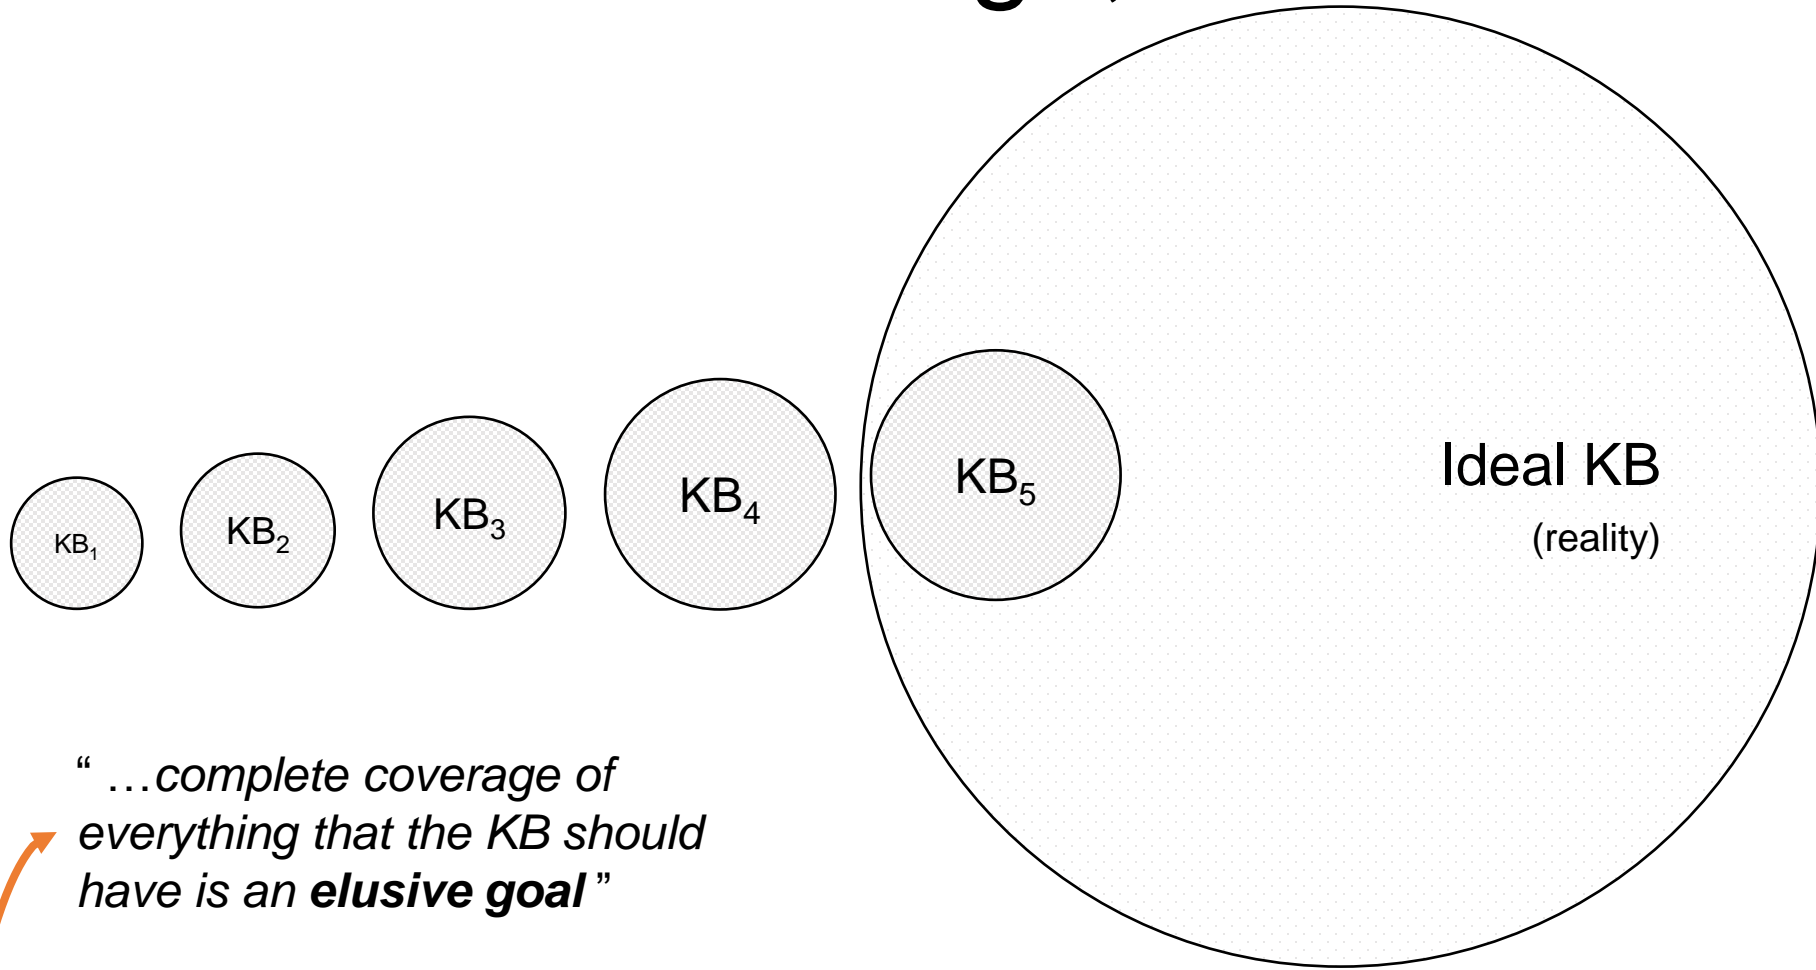 KB₁
KB₂
KB₃
KB₄
KB₅
Ideal KB
(reality)
“ …complete coverage of
everything that the KB should
have is an elusive goal ”